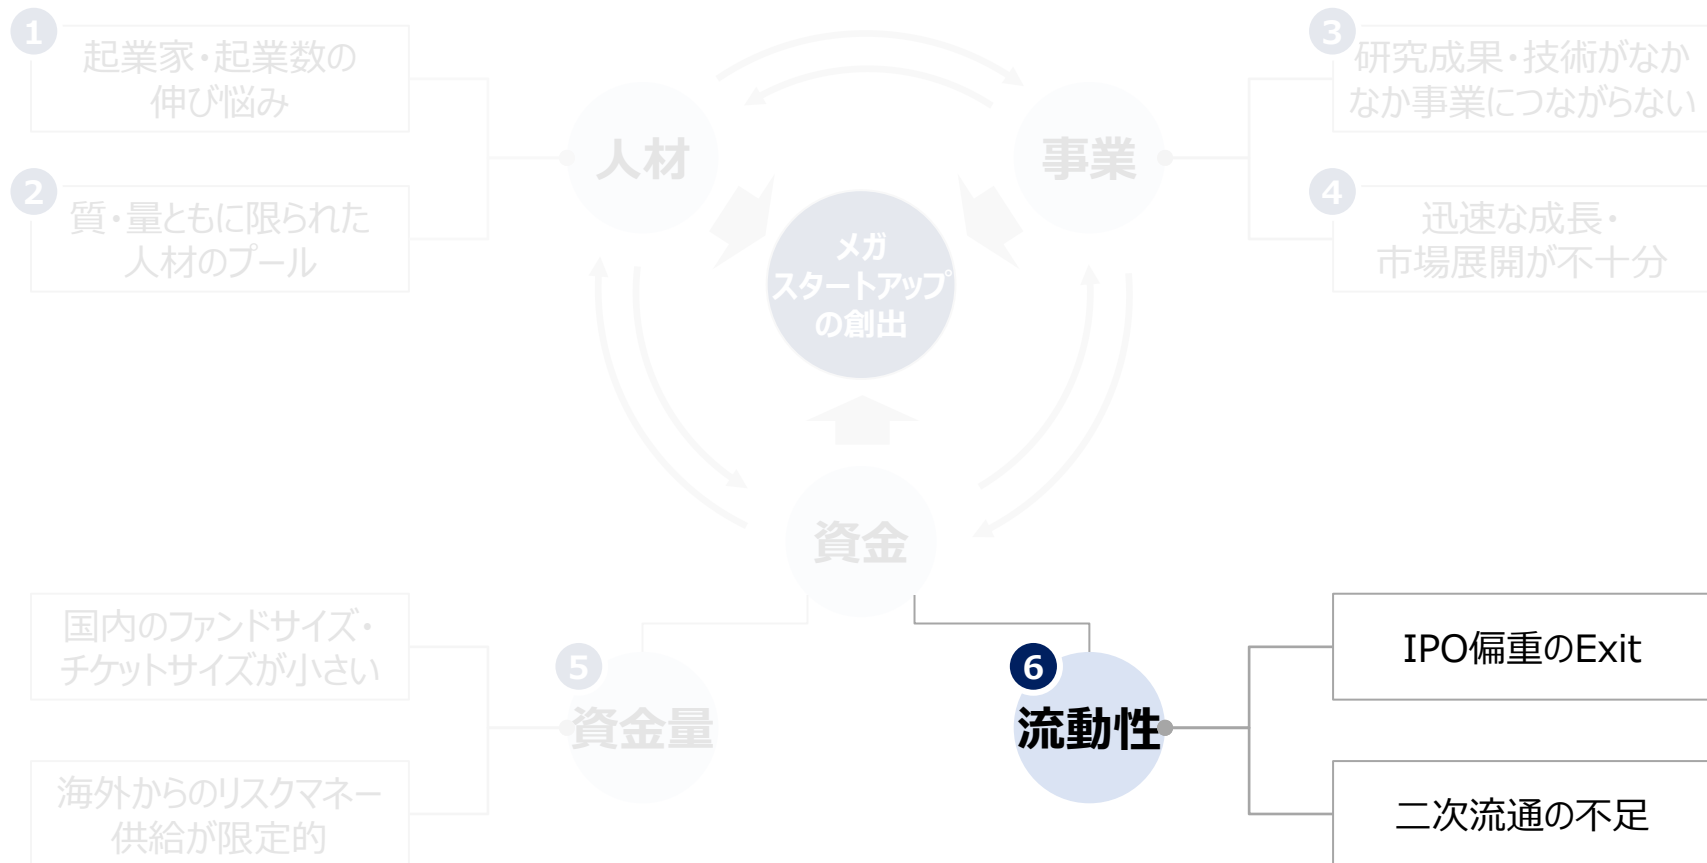 1
起業家・起業数の
伸び悩み
2
質・量ともに限られた
人材のプール
人材
事業
3
研究成果・技術がなか
なか事業につながらない
4
迅速な成長・
市場展開が不十分
メガ
スタートアップ
の創出
資金
国内のファンドサイズ・
チケットサイズが小さい
海外からのリスクマネー
供給が限定的
5
資金量
6
流動性
IPO偏重のExit
二次流通の不足